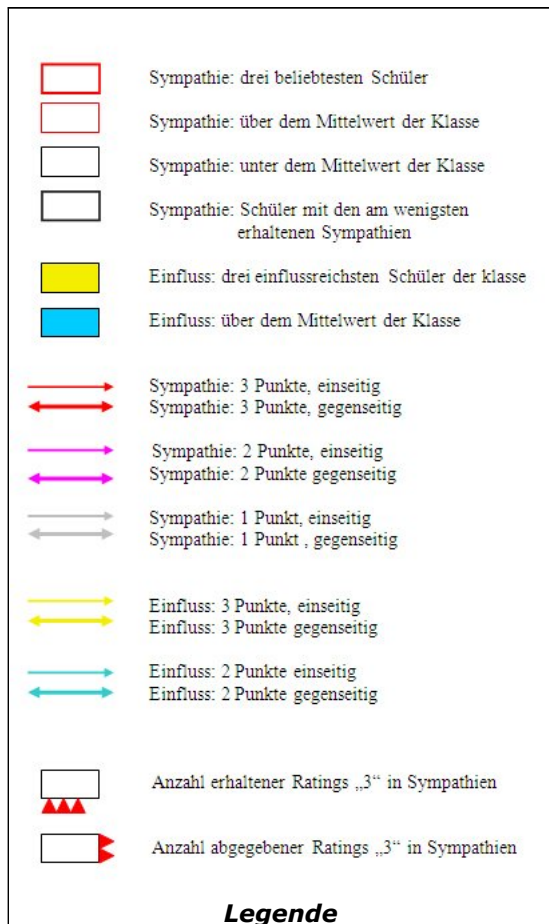 Sympathie: drei beliebtesten Schüler
Sympathie: über dem Mittelwert der Klasse
Sympathie: unter dem Mittelwert der Klasse
Sympathie: Schüler mit den am wenigsten
erhaltenen Sympathien
Einfluss: drei einflussreichsten Schüler der klasse
Einfluss: über dem Mittelwert der Klasse
Sympathie: 3 Punkte, einseitig
Sympathie: 3 Punkte, gegenseitig
Sympathie: 2 Punkte, einseitig
Sympathie: 2 Punkte gegenseitig
Sympathie: 1 Punkt, einseitig
Sympathie: 1 Punkt , gegenseitig
Einfluss: 3 Punkte, einseitig
Einfluss: 3 Punkte gegenseitig
Einfluss: 2 Punkte einseitig
Einfluss: 2 Punkte gegenseitig
Anzahl erhaltener Ratings „3“ in Sympathien
Anzahl abgegebener Ratings „3“ in Sympathien
Legende